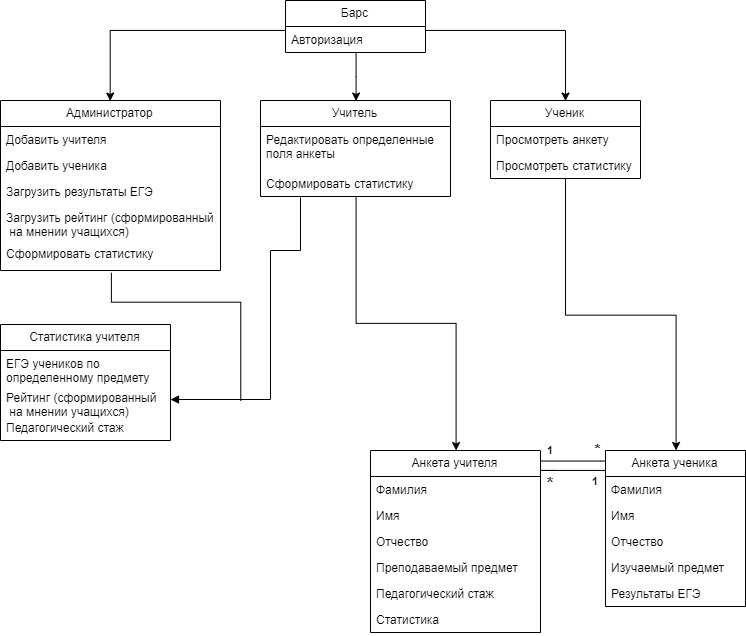 Барс
Авторизация
Администратор
Добавить учителя
Добавить ученика
Загрузить результаты ЕГЭ
Загрузить рейтинг (сформированный
на мнении учащихся)
Сформировать статистику
Учитель
Редактировать определенные
поля анкеты
Сформировать статистику
Ученик
Просмотреть анкету
Просмотреть статистику
Статистика учителя
ЕГЭ учеников по
определенному предмету
Рейтинг (сформированный
на мнении учащихся)
Педагогический стаж
Анкета учителя
Фамилия
Имя
Отчество
Преподаваемый предмет
Педагогический стаж
Статистика
1
*
*
1
Анкета ученика
Фамилия
Имя
Отчество
Изучаемый предмет
Результаты ЕГЭ